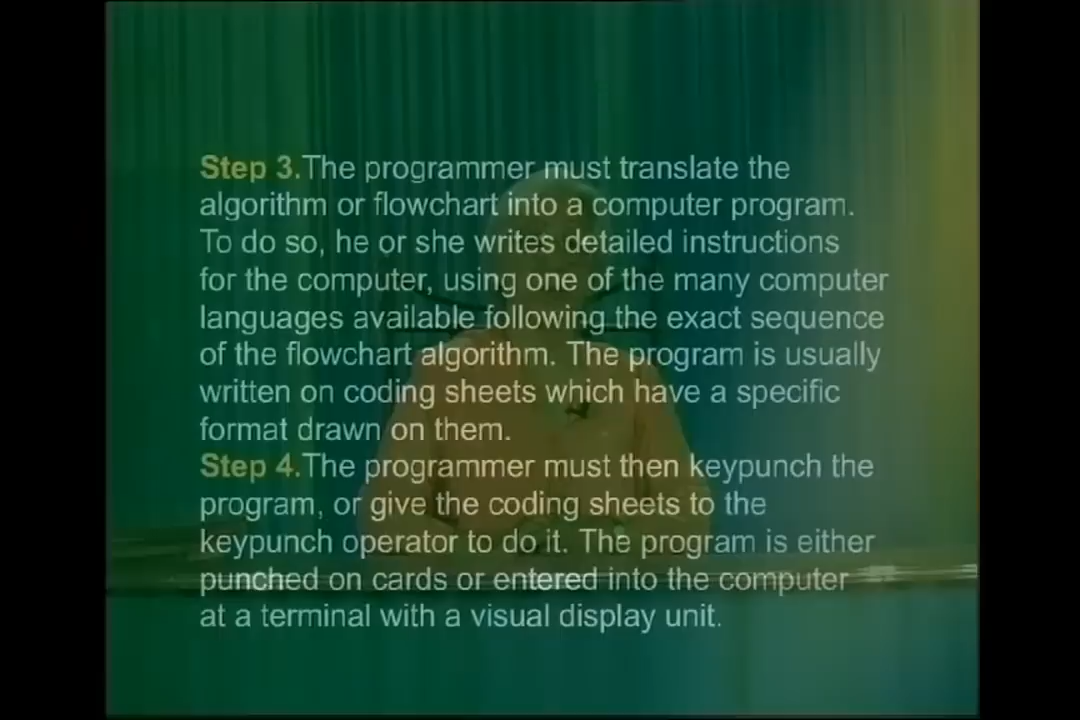 Step 3.The programmer must translate the
algorithm or flowchart into a computer program.
To do so, he or she writes detailed instructions
for the computer, using one of the many computer
languages available following the exact sequence
of the flowchart algorithm. The program is usually
written on coding sheets which have a specific
format drawn on them.
Step 4.The programmer must then keypunch the
program, or give the coding sheets to the
keypunch operator to do it. The program is either
punched on cards or entered into the computer
at a terminal with a visual display unit.